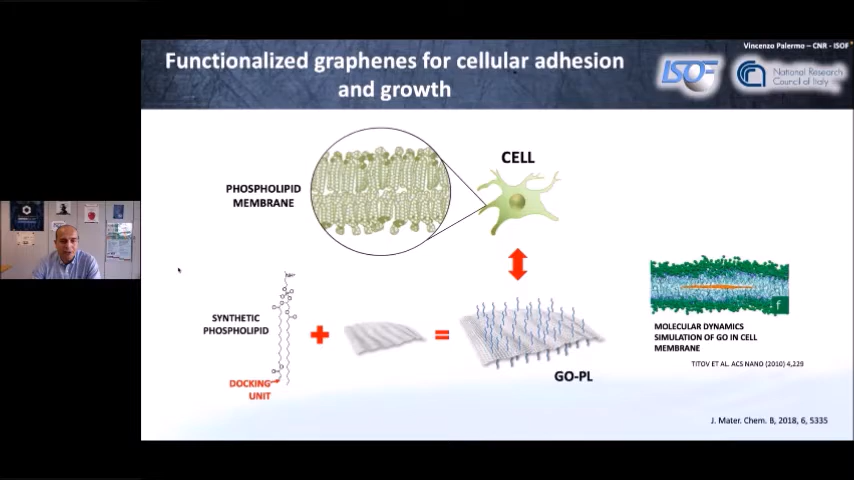 Vincenzo Palermo – CNR - ISOF
Functionalized graphenes for cellular adhesion
and growth
ISOF
National Research
Council of Italy
CELL
PHOSPHOLIPID
MEMBRANE
SYNTHETIC
PHOSPHOLIPID
+
=
DOCKING
UNIT
GO-PL
f
MOLECULAR DYNAMICS
SIMULATION OF GO IN CELL
MEMBRANE
TITOV ET AL. ACS NANO (2010) 4,229
J. Mater. Chem. B, 2018, 6, 5335